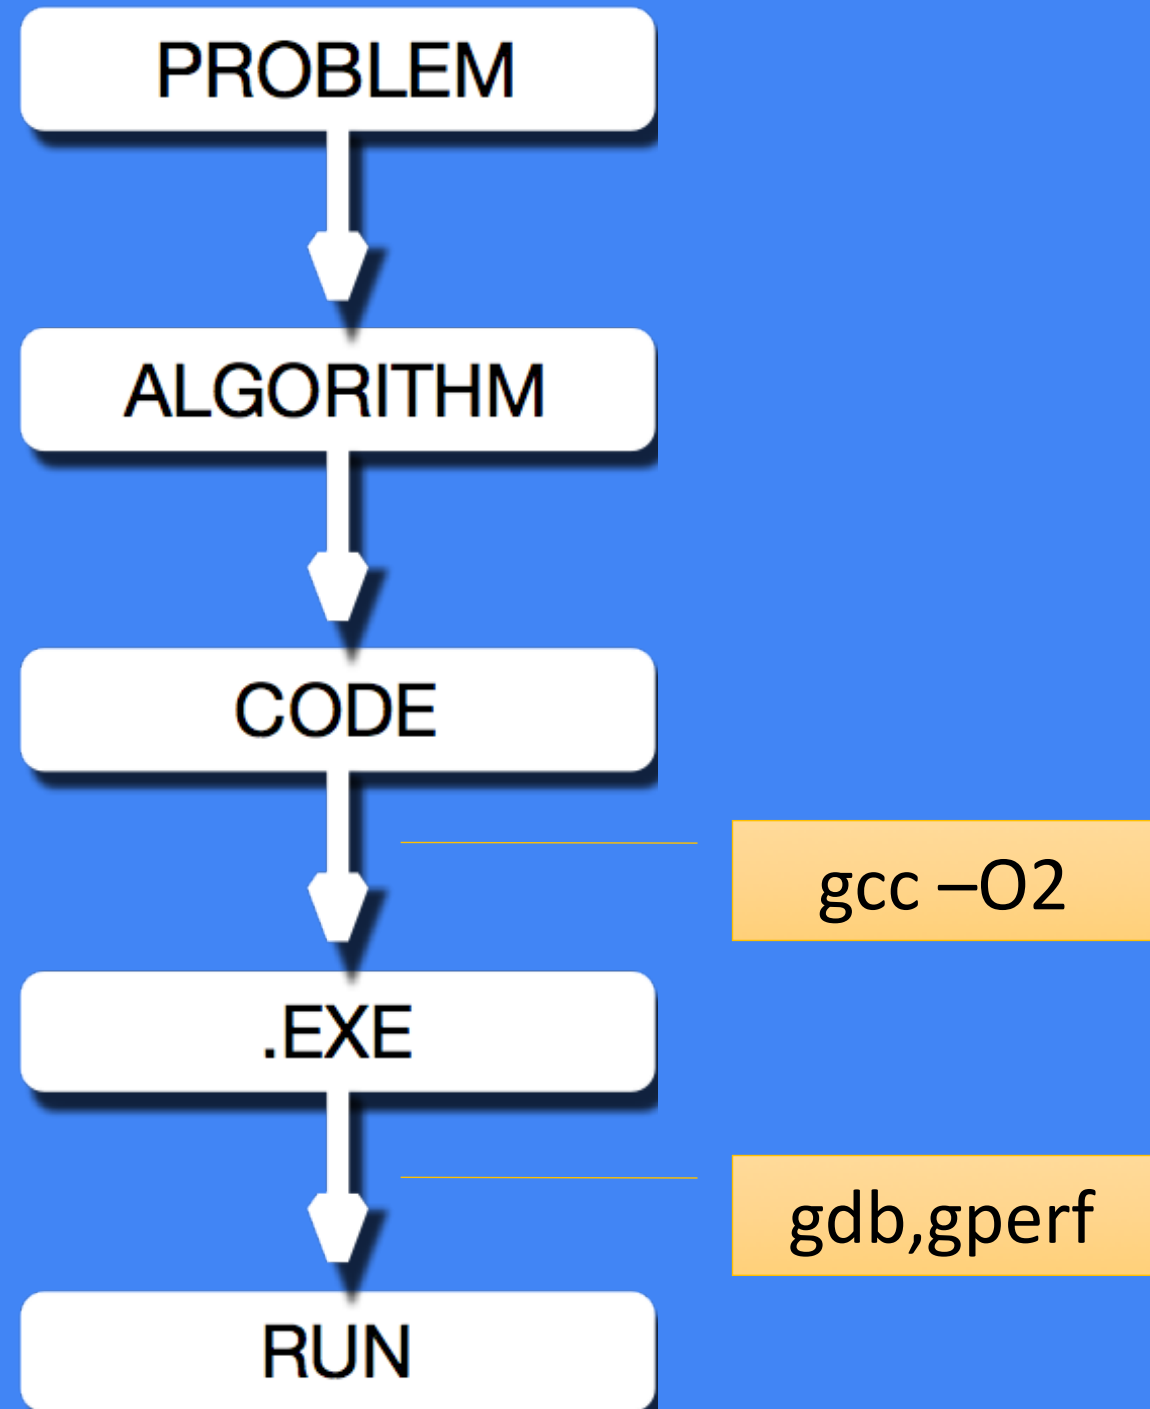 PROBLEM
ALGORITHM
CODE
gcc –O2
.EXE
gdb,gperf
RUN